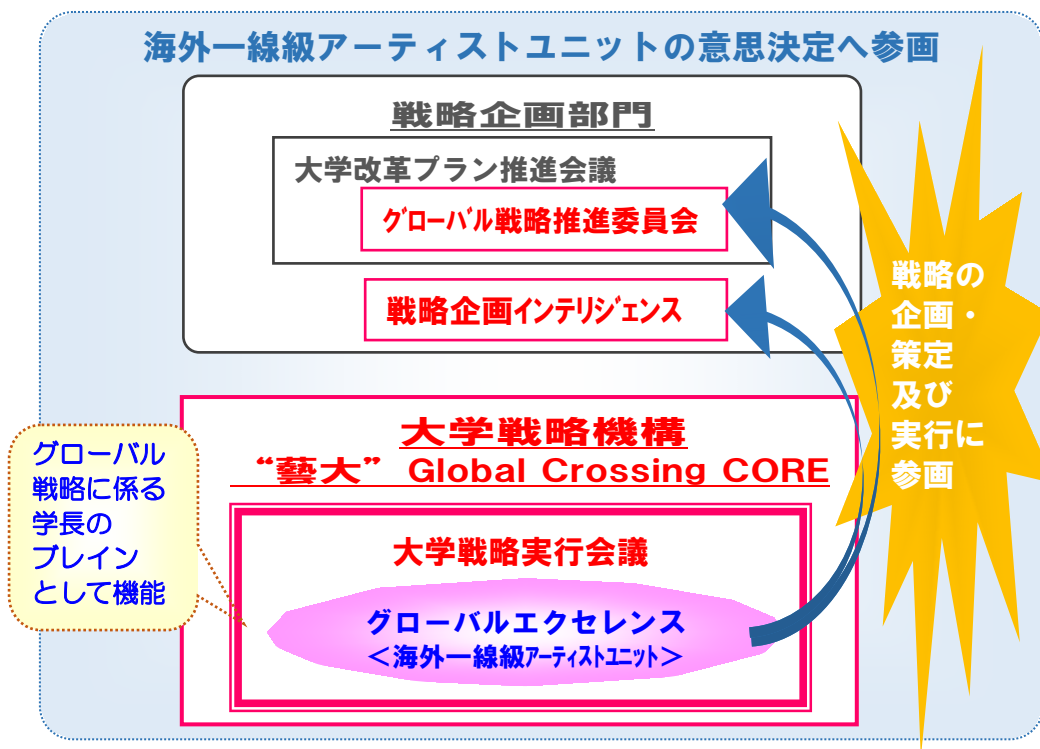 海外一線級アーティストユニットの意思決定へ参画
戦略企画部門
大学改革プラン推進会議
グローバル戦略推進委員会
戦略企画インテリジェンス
戦略の
企画・
策定
及び
実行に
参画
大学戦略機構
“藝大” Global Crossing CORE
グローバル
戦略に係る
学長の
ブレイン
として機能
大学戦略実行会議
グローバルエクセレンス
＜海外一線級アーティストユニット＞